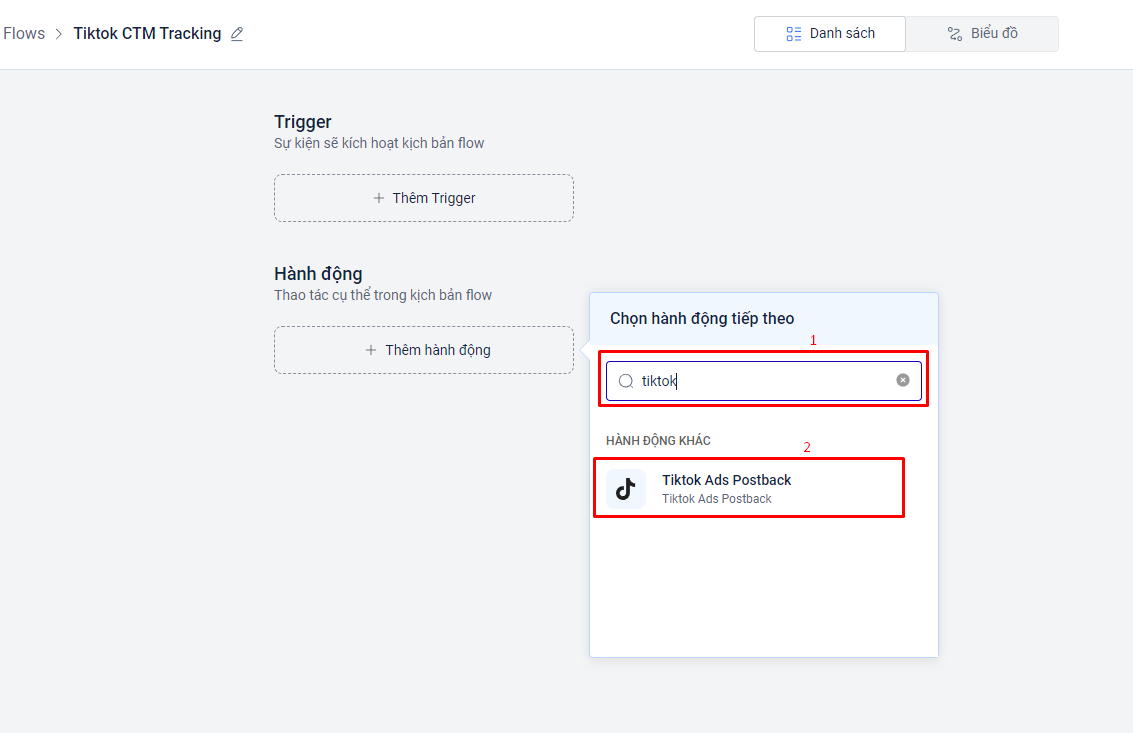 Flows > Tiktok CTM Tracking
Danh sách
Biểu đồ
Trigger
Sự kiện sẽ kích hoạt kịch bản flow
+ Thêm Trigger
Hành động
Thao tác cụ thể trong kịch bản flow
+ Thêm hành động
Chọn hành động tiếp theo
1
tiktok
HÀNH ĐỘNG KHÁC
2
Tiktok Ads Postback
Tiktok Ads Postback